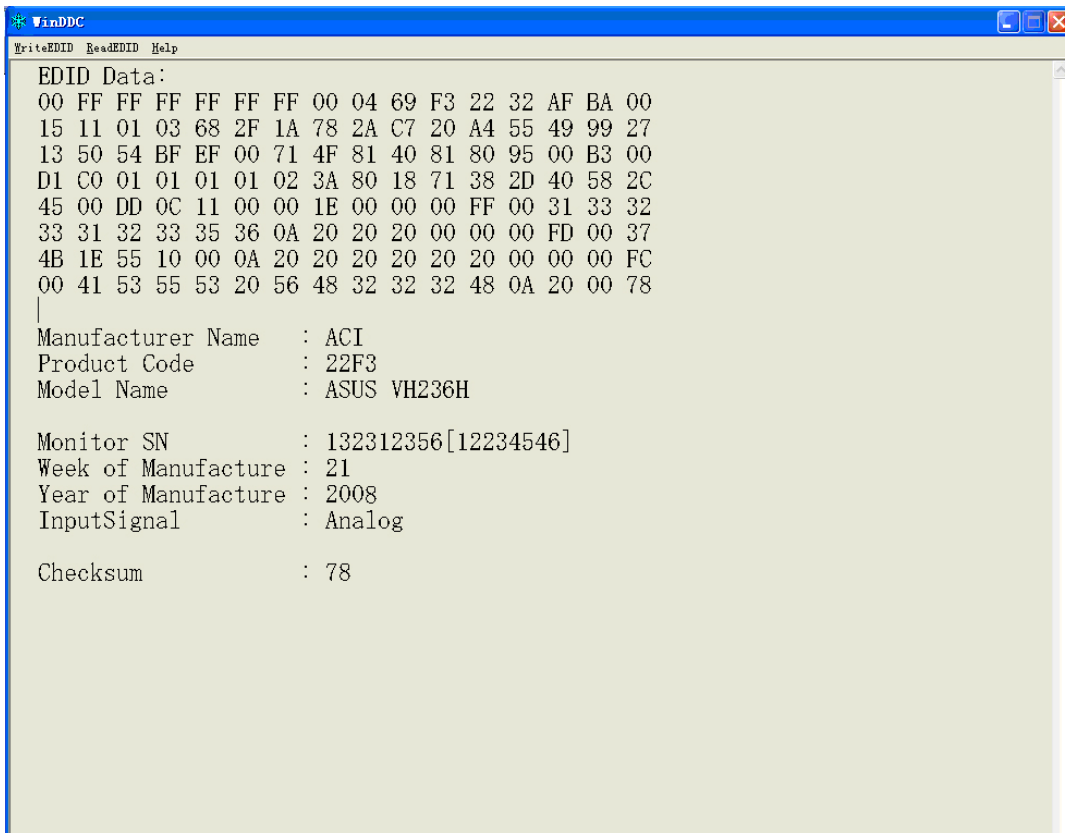 WinDDC
WriteEDID ReadEDID Help
EDID Data:
00 FF FF FF FF FF FF 00 04 69 F3 22 32 AF BA 00
15 11 01 03 68 2F 1A 78 2A C7 20 A4 55 49 99 27
13 50 54 BF EF 00 71 4F 81 40 81 80 95 00 B3 00
D1 C0 01 01 01 01 02 3A 80 18 71 38 2D 40 58 2C
45 00 DD 0C 11 00 00 1E 00 00 00 FF 00 31 33 32
33 31 32 33 35 36 0A 20 20 20 00 00 00 FD 00 37
4B 1E 55 10 00 0A 20 20 20 20 20 20 00 00 00 FC
00 41 53 55 53 20 56 48 32 32 32 48 0A 20 00 78
Manufacturer Name : ACI
Product Code : 22F3
Model Name : ASUS VH236H
Monitor SN : 132312356[12234546]
Week of Manufacture : 21
Year of Manufacture : 2008
InputSignal : Analog
Checksum : 78